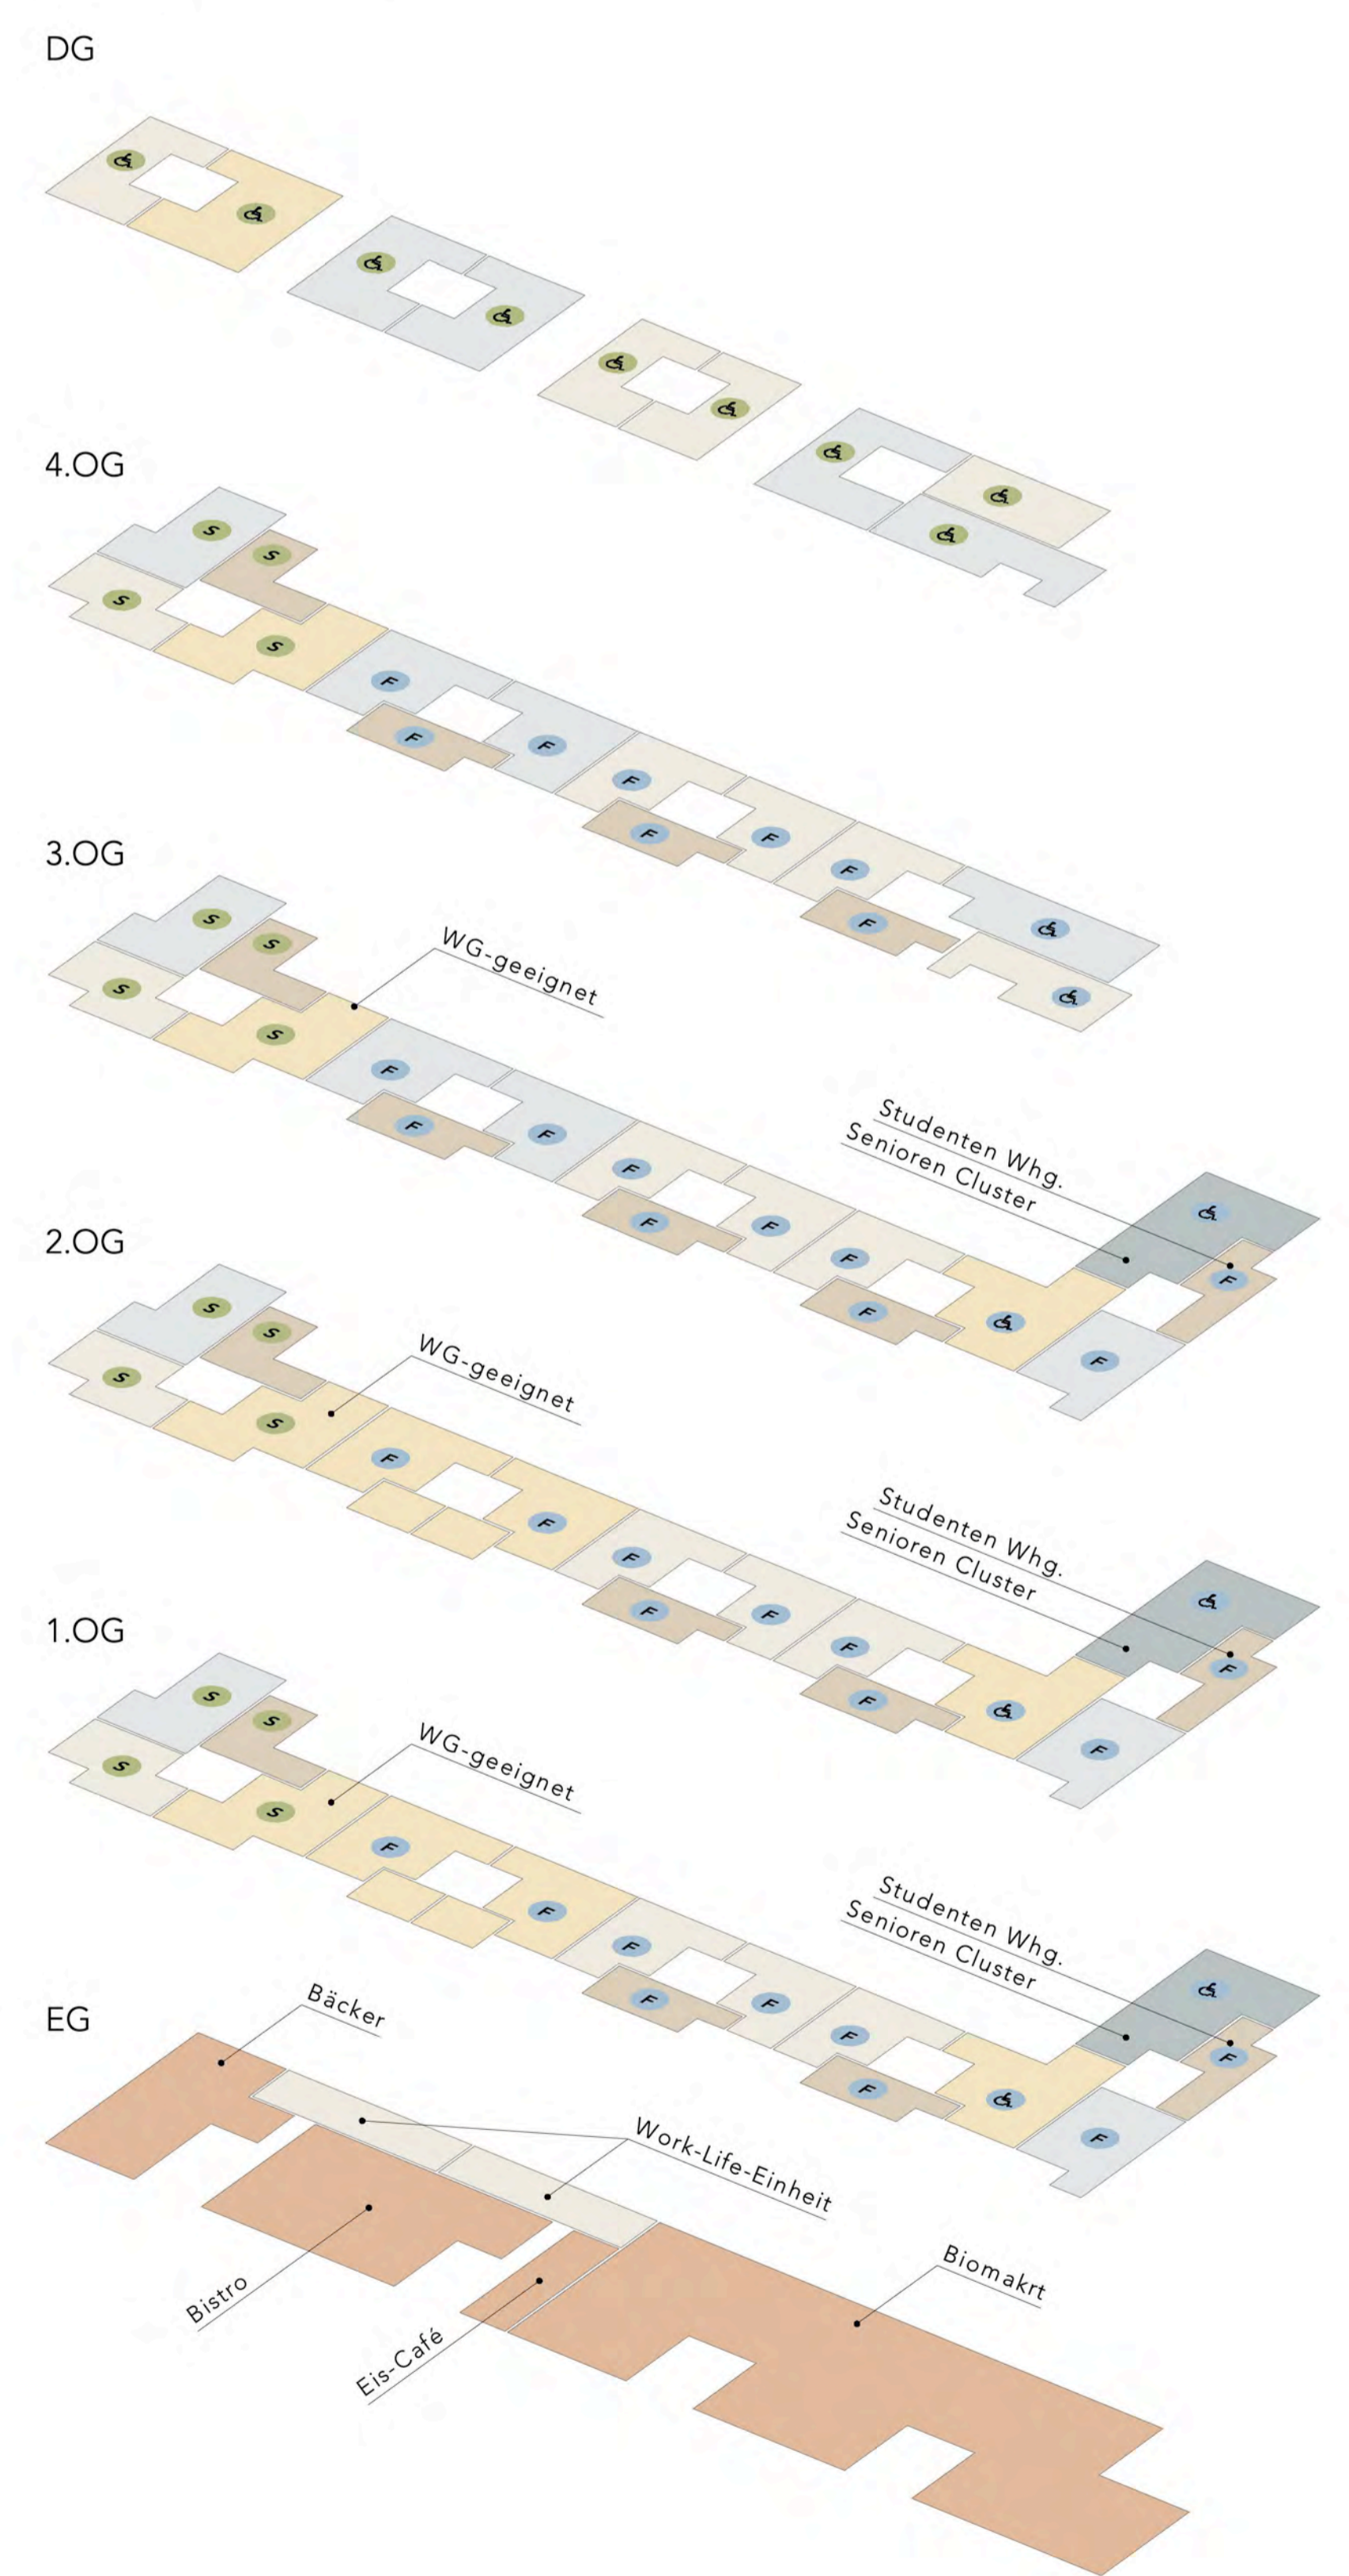 DG
4.OG
S
S
S
S
F
F
F
F
F
F
F
F
3.OG
WG-geeignet
S
S
S
S
F
F
F
F
F
F
F
F
Studenten Whg.
Senioren Cluster
F
F
2.OG
WG-geeignet
S
S
S
S
F
F
F
F
F
F
F
Studenten Whg.
Senioren Cluster
F
F
1.OG
WG-geeignet
S
S
S
S
F
F
F
F
F
F
F
Studenten Whg.
Senioren Cluster
F
F
EG
Bäcker
Work-Life-Einheit
Biomakrt
Bistro
Eis-Café